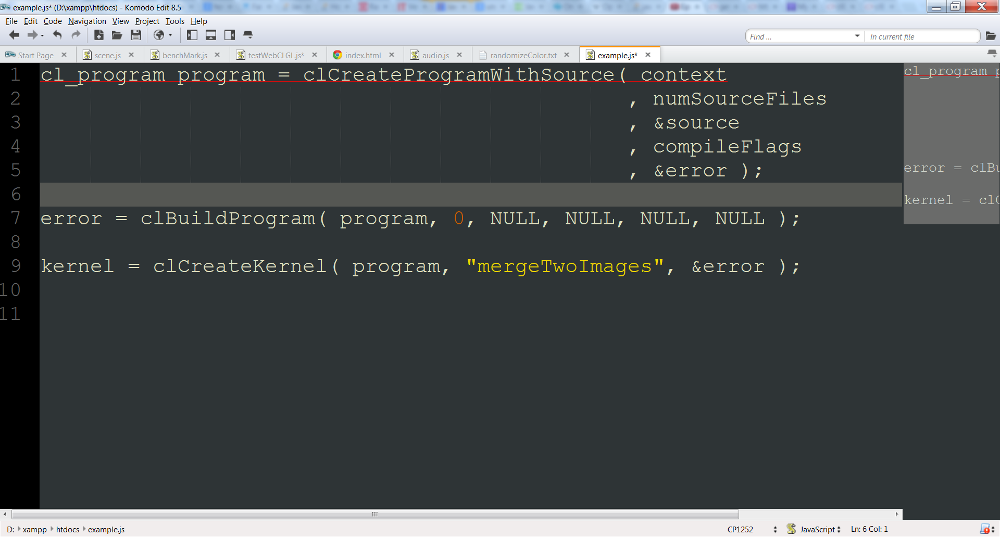 example.js* (D:\xampp\htdocs) - Komodo Edit 8.5
File Edit Code Navigation View Project Tools Help
Find ... In current file
Start Page scene.js benchMark.js testWebCLGL.js* index.html audio.js randomizeColor.txt example.js*
1 cl_program program = clCreateProgramWithSource( context
2 , numSourceFiles
3 , &source
4 , compileFlags
5 , &error );
6
7 error = clBuildProgram( program, 0, NULL, NULL, NULL, NULL );
8
9 kernel = clCreateKernel( program, "mergeTwoImages", &error );
10
11
cl_program p
error = clBu
kernel = clC
D: xampp htdocs example.js CP1252 JavaScript Ln: 6 Col: 1